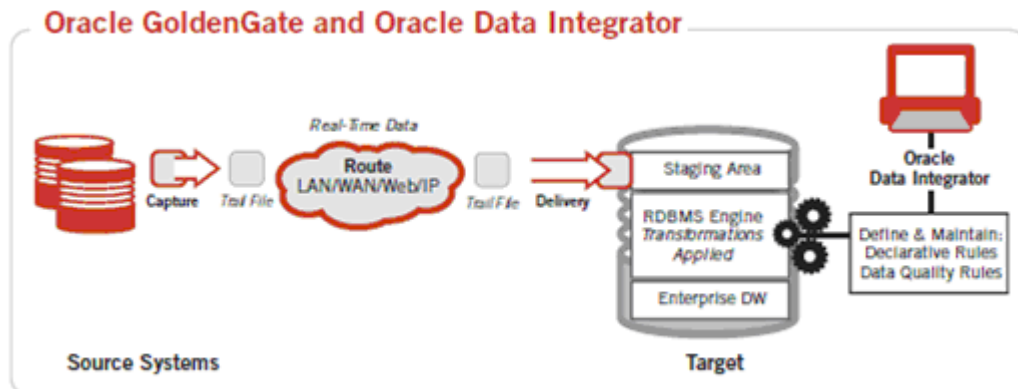 Oracle GoldenGate and Oracle Data Integrator
Real-Time Data
Route
LAN/WAN/Web/IP
Capture
Trail File
Trail File
Delivery
Staging Area
RDBMS Engine
Transformations
Applied
Enterprise DW
Oracle
Data Integrator
Define & Maintain:
Declarative Rules
Data Quality Rules
Source Systems
Target